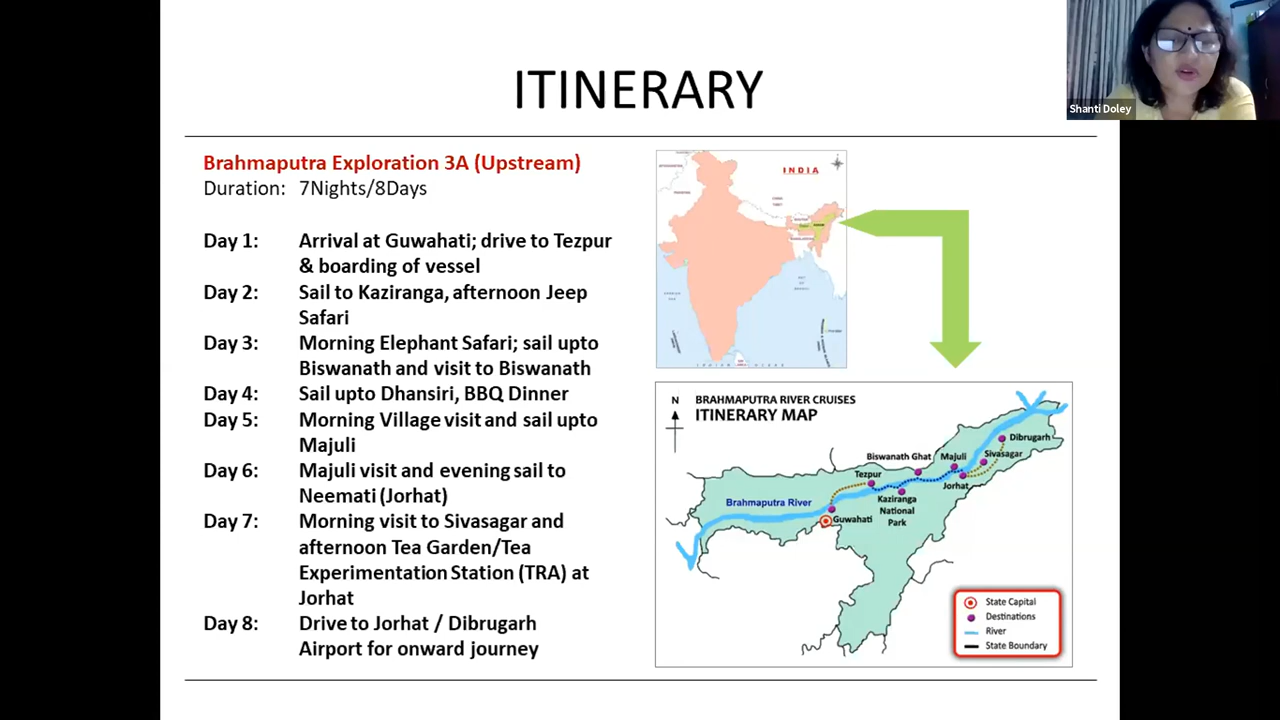 Shanti Doley
ITINERARY
Brahmaputra Exploration 3A (Upstream)
Duration: 7Nights/8Days
Day 1: Arrival at Guwahati; drive to Tezpur
& boarding of vessel
Day 2: Sail to Kaziranga, afternoon Jeep
Safari
Day 3: Morning Elephant Safari; sail upto
Biswanath and visit to Biswanath
Day 4: Sail upto Dhansiri, BBQ Dinner
Day 5: Morning Village visit and sail upto
Majuli
Day 6: Majuli visit and evening sail to
Neemati (Jorhat)
Day 7: Morning visit to Sivasagar and
afternoon Tea Garden/Tea
Experimentation Station (TRA) at
Jorhat
Day 8: Drive to Jorhat / Dibrugarh
Airport for onward journey
INDIA
N
BRAHMAPUTRA RIVER CRUISES
ITINERARY MAP
Dibrugarh
Sivasagar
Majuli
Biswanath Ghat
Jorhat
Tezpur
Kaziranga
National
Park
Brahmaputra River
Guwahati
State Capital
Destinations
River
State Boundary